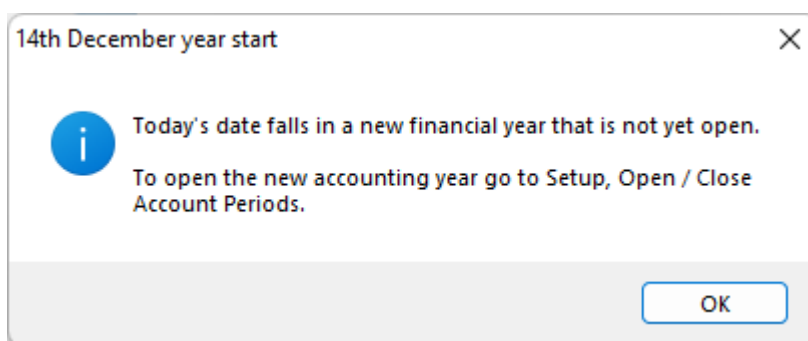 14th December year start
Today's date falls in a new financial year that is not yet open.
To open the new accounting year go to Setup, Open / Close
Account Periods.
OK